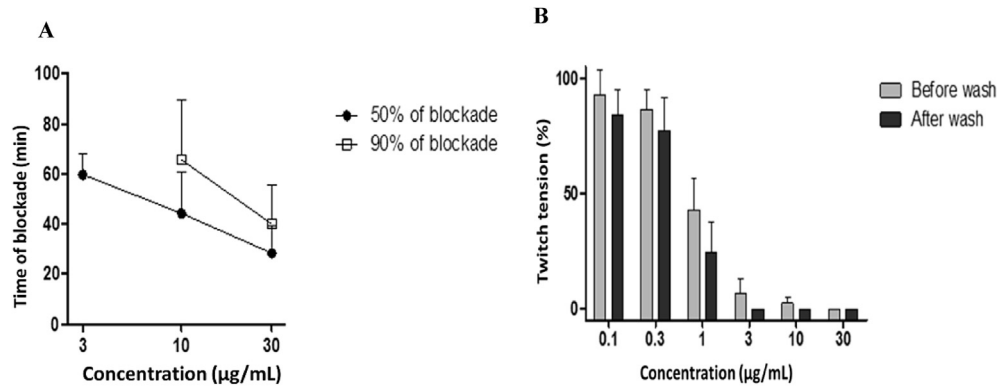 A
Time of blockade (min)
100
80
60
40
20
0
3
10
30
Concentration (µg/mL)
50% of blockade
90% of blockade
B
Twitch tension (%)
100
50
0
0.1
0.3
1
3
10
30
Concentration (µg/mL)
Before wash
After wash